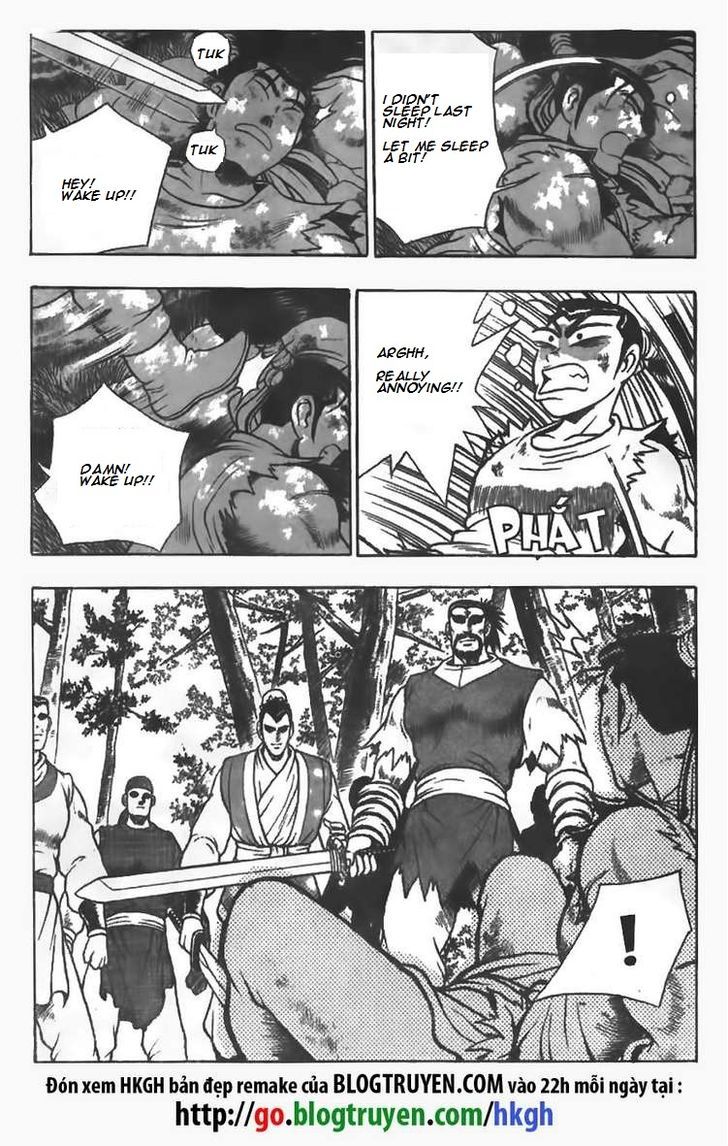 TUK
TUK
HEY!
WAKE UP!!
I DIDN'T
SLEEP LAST
NIGHT!
LET ME SLEEP
A BIT!
DAMN!
WAKE UP!!
ARGHH,
REALLY
ANNOYING!!
PHẮT
!
Đón xem HKGH bản đẹp remake của BLOGTRUYEN.COM vào 22h mỗi ngày tại :
http://go.blogtruyen.com/hkgh